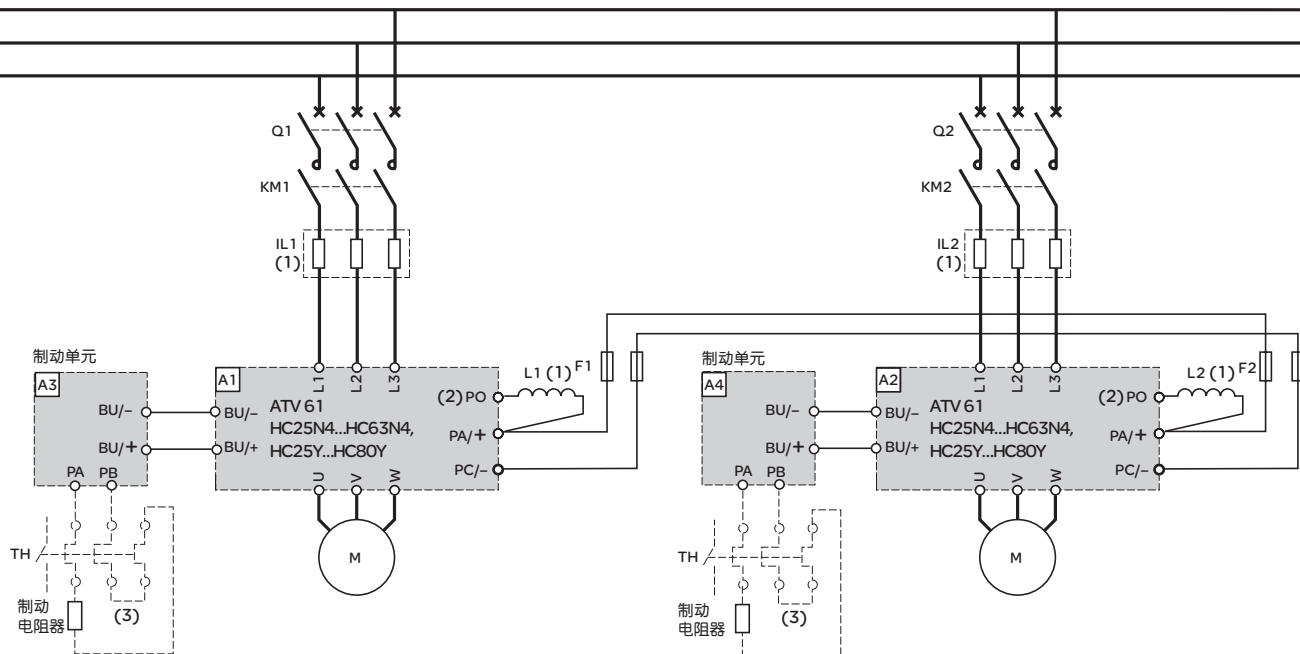 Q1
KM1
IL1
(1)
Q2
KM2
IL2
(1)
制动单元
A3
BU/-
BU/+
PA PB
TH
制动
电阻器
(3)
A1
L1 L2 L3
BU/-
BU/+
ATV 61
HC25N4...HC63N4,
HC25Y...HC80Y
U V W
(2) PO
PA/+
PC/-
L1 (1) F1
M
制动单元
A4
BU/-
BU/+
PA PB
TH
制动
电阻器
(3)
A2
L1 L2 L3
BU/-
BU/+
ATV 61
HC25N4...HC63N4,
HC25Y...HC80Y
U V W
(2) PO
PA/+
PC/-
L2 (1) F2
M